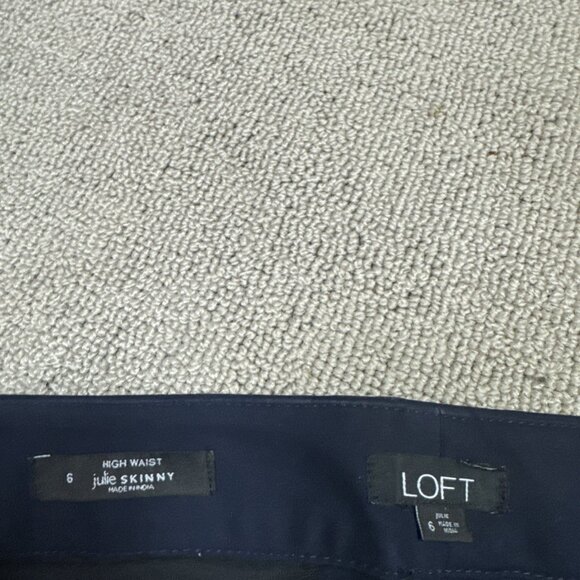 HIGH WAIST
6 julie SKINNY
MADE IN INDIA
LOFT
JULIE
6 MADE IN
INDIA